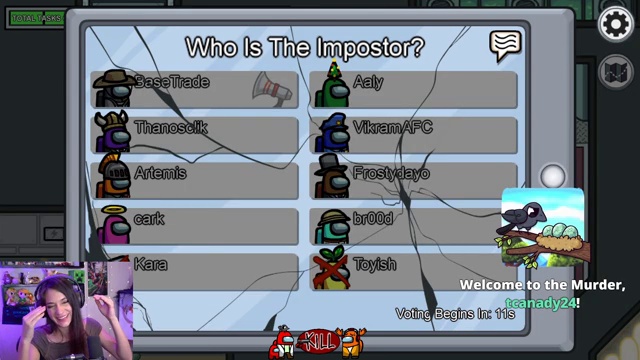 TOTAL TASKS
Who Is The Impostor?
BaseTrade
Aaly
Thanosclik
VikramAFC
Artemis
Frostydayo
cark
br00d
Kara
Toyish
Welcome to the Murder,
tcanady24!
Voting Begins In: 11s
KILL